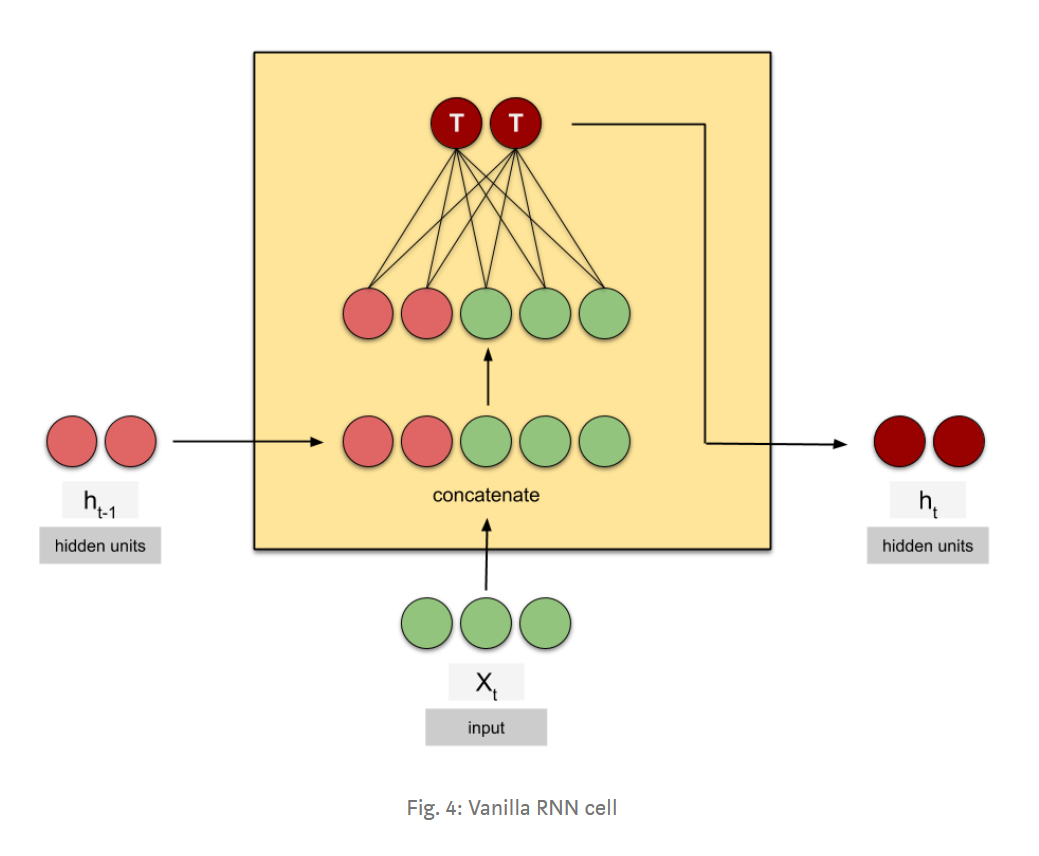 T T
concatenate
h_{t-1}
hidden units
h_t
hidden units
X_t
input
Fig. 4: Vanilla RNN cell